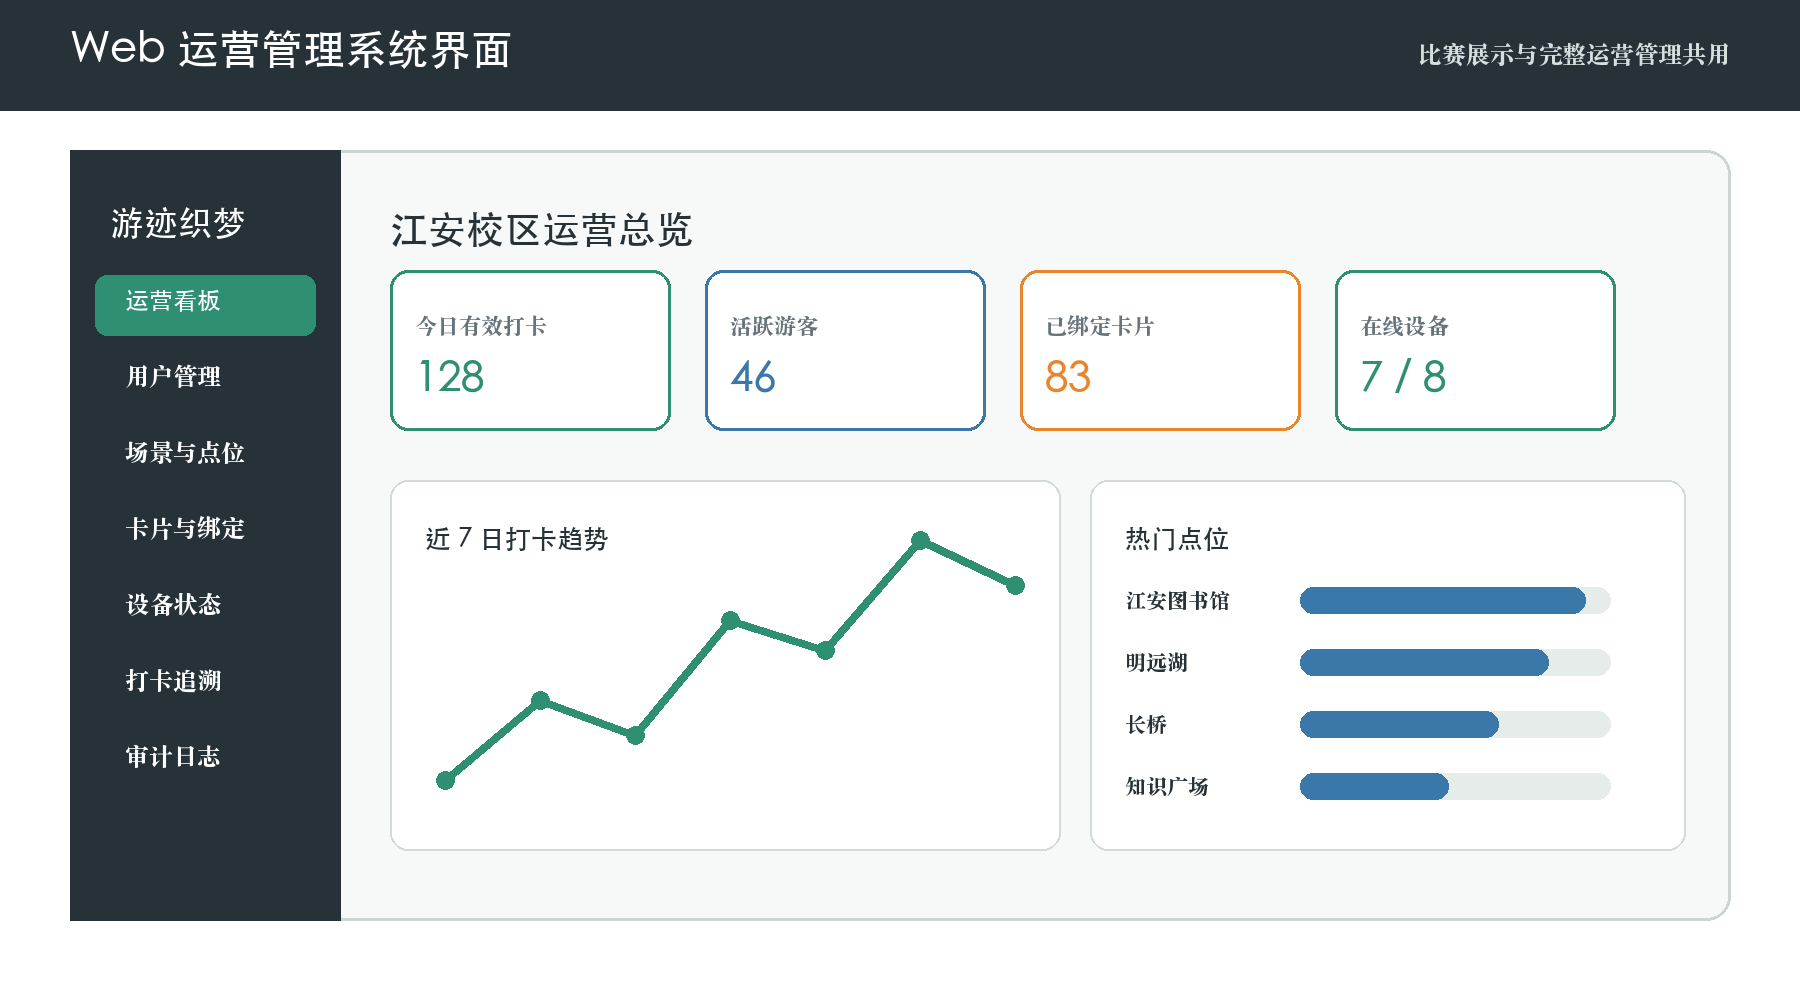 Web 运营管理系统界面
比赛展示与完整运营管理共用
游迹织梦
运营看板
用户管理
场景与点位
卡片与绑定
设备状态
打卡追溯
审计日志
江安校区运营总览
今日有效打卡
128
活跃游客
46
已绑定卡片
83
在线设备
7 / 8
近 7 日打卡趋势
热门点位
江安图书馆
明远湖
长桥
知识广场